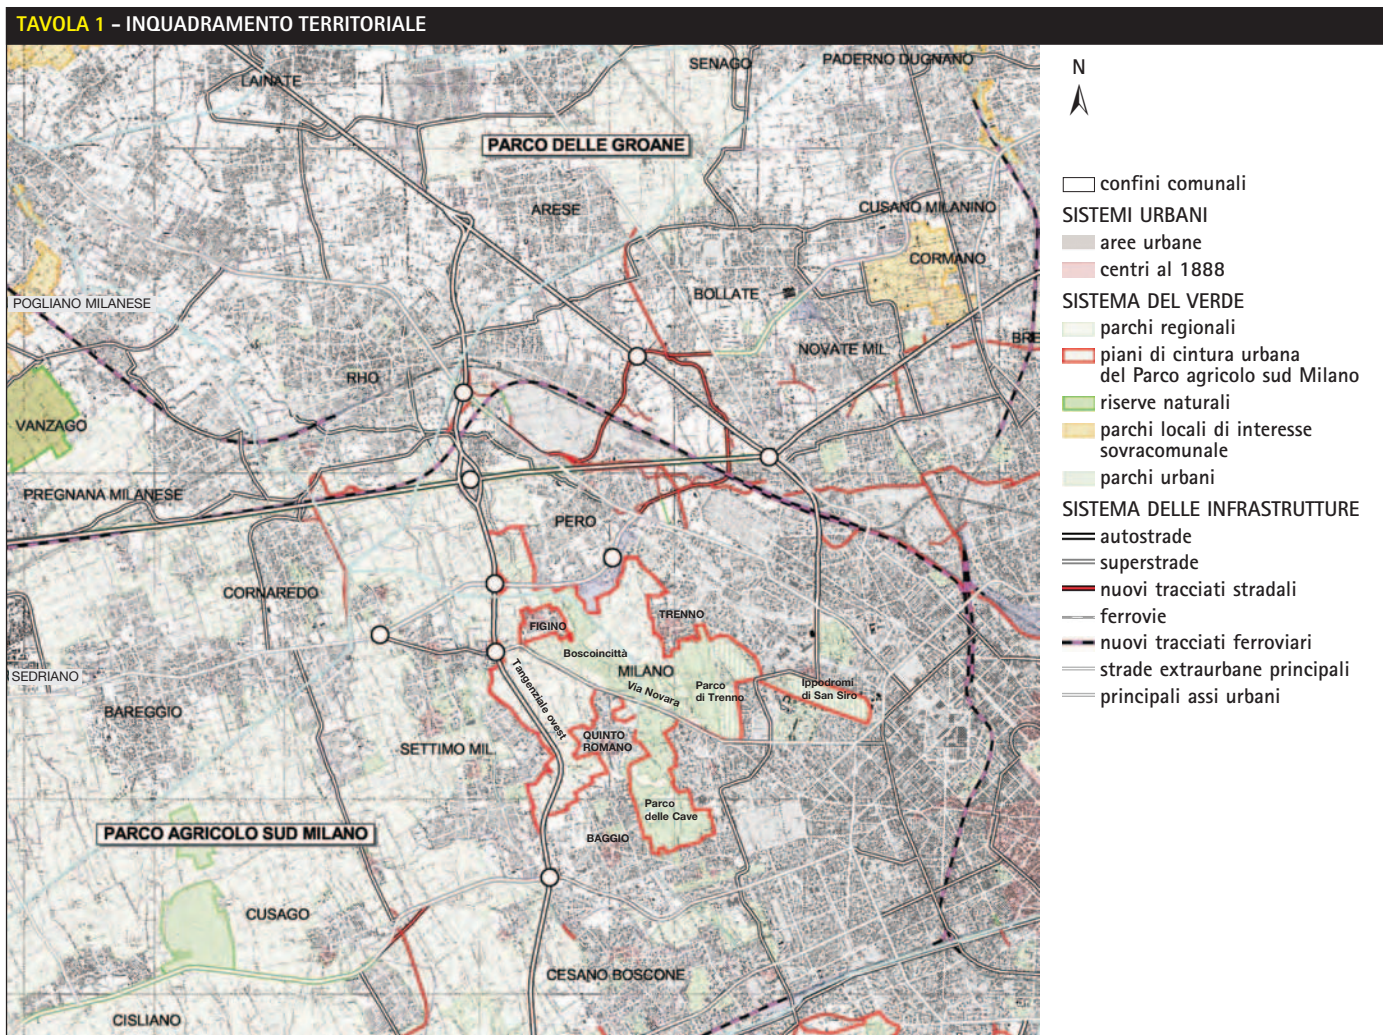 TAVOLA 1 – INQUADRAMENTO TERRITORIALE
SENAGO
PADERNO DUGNANO
LAINATE
PARCO DELLE GROANE
ARESE
CUSANO MILANINO
CORMANO
BOLLATE
POGLIANO MILANESE
NOVATE MIL.
BRE
RHO
VANZAGO
PREGNANA MILANESE
PERO
CORNAREDO
FIGINO
TRENNO
Boscoincittà
MILANO
SEDRIANO
Tangenziale ovest
Via Novara
Parco
di Trenno
Ippodromi
di San Siro
BAREGGIO
SETTIMO MIL.
QUINTO
ROMANO
Parco
delle Cave
PARCO AGRICOLO SUD MILANO
BAGGIO
CUSAGO
CESANO BOSCONE
CISLIANO
N
confini comunali
SISTEMI URBANI
aree urbane
centri al 1888
SISTEMA DEL VERDE
parchi regionali
piani di cintura urbana
del Parco agricolo sud Milano
riserve naturali
parchi locali di interesse
sovracomunale
parchi urbani
SISTEMA DELLE INFRASTRUTTURE
autostrade
superstrade
nuovi tracciati stradali
ferrovie
nuovi tracciati ferroviari
strade extraurbane principali
principali assi urbani